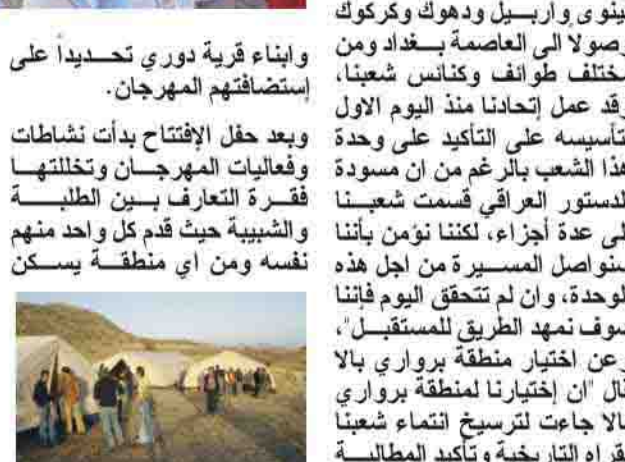 نينوى واربيل ودهوك وكركوك
وصولاً الى العاصمة بغداد ومن
مختلف طوائف وكنائس شعبنا،
وقد عمل إتحادنا منذ اليوم الاول
لتأسيسه على التأكيد على وحدة
هذا الشعب بالرغم من ان مسودة
الدستور العراقي قسمت شعبنا
الى عدة أجزاء، لكننا نؤمن بأننا
سنواصل المسيرة من اجل هذه
الوحدة، وان لم تتحقق اليوم فإننا
سوف نمهد الطريق للمستقبل"،
وعن اختيار منطقة برواري بالا
قال "ان إختيارنا لمنطقة برواري
بالا جاءت لترسيخ انتماء شعبنا
لقراه التاريخية وتأكيد المطالبة
وابناء قرية دوري تحديداً على
إستضافتهم المهرجان.
وبعد حفل الإفتتاح بدأت نشاطات
وفعاليات المهرجان وتخللتها
فقرة التعارف بين الطلبة
والشبيبة حيث قدم كل واحد منهم
نفسه ومن اي منطقة يسكن